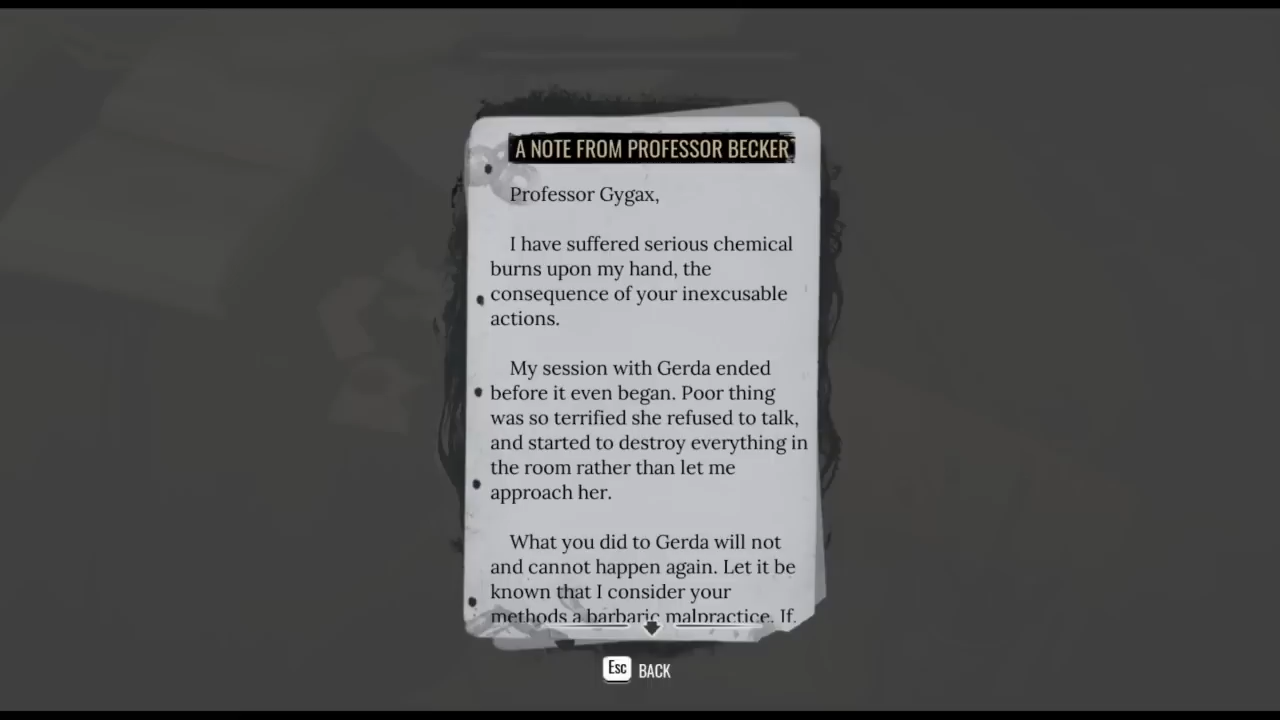 A NOTE FROM PROFESSOR BECKER
Professor Gygax,
I have suffered serious chemical
burns upon my hand, the
consequence of your inexcusable
actions.
My session with Gerda ended
before it even began. Poor thing
was so terrified she refused to talk,
and started to destroy everything in
the room rather than let me
approach her.
What you did to Gerda will not
and cannot happen again. Let it be
known that I consider your
methods a barbaric malpractice. If
Esc BACK